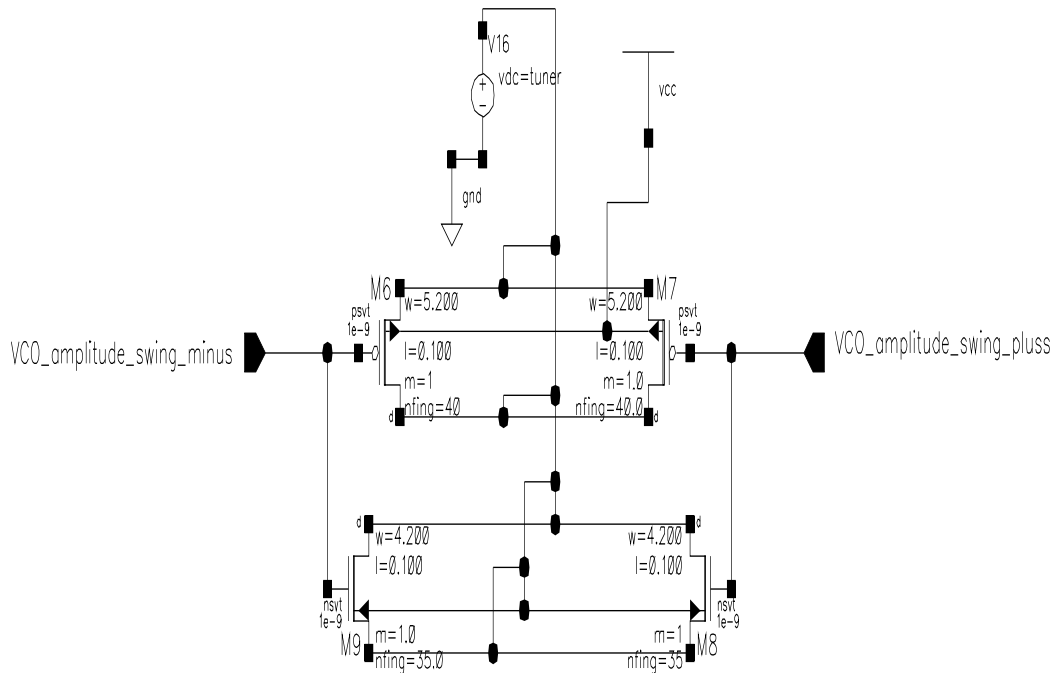 V16
vdc=tuner
vcc
gnd
M6
M7
w=5.200
w=5.200
psvt
1e-9
psvt
1e-9
VCO_amplitude_swing_minus
VCO_amplitude_swing_pluss
l=0.100
l=0.100
m=1
m=1.0
nfing=40
nfing=40.0
d
d
d
d
w=4.200
w=4.200
l=0.100
l=0.100
nsvt
1e-9
nsvt
1e-9
M9
m=1.0
m=1
M8
nfing=35.0
nfing=35